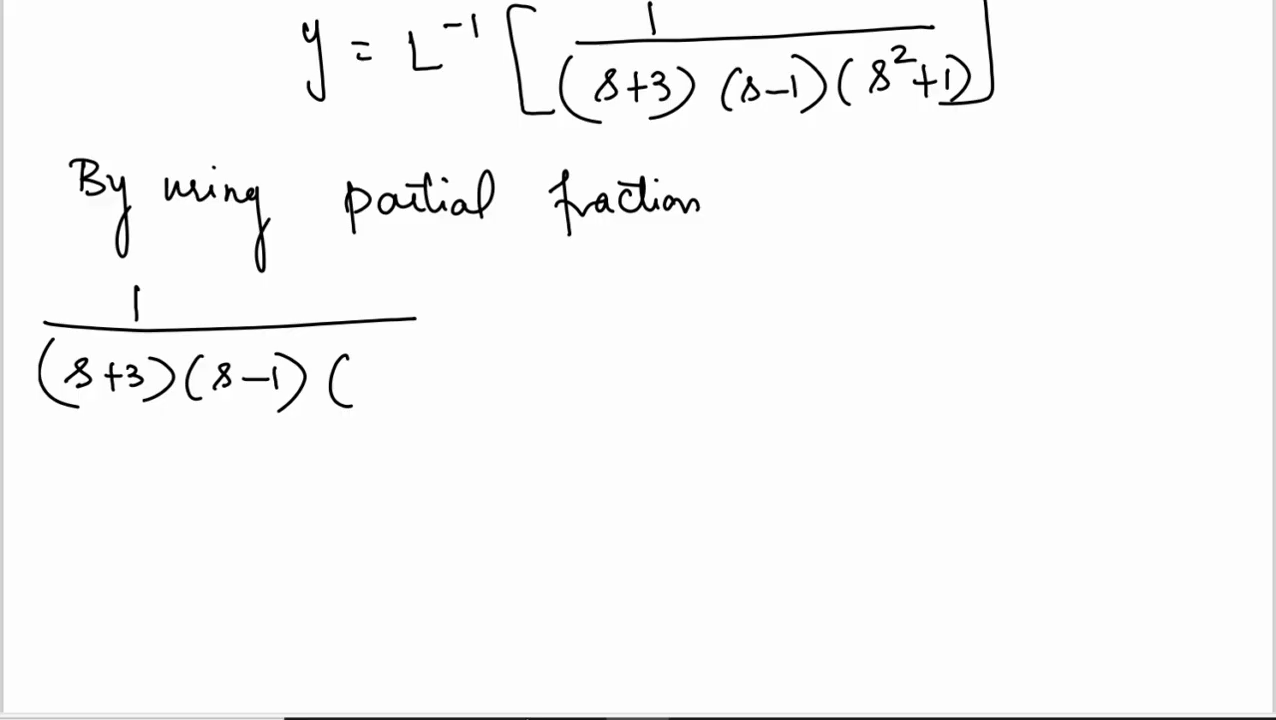 y = L⁻¹ [ 1 / (s+3) (s-1) (s²+1) ]
By using partial fraction
1 / (s+3) (s-1) (